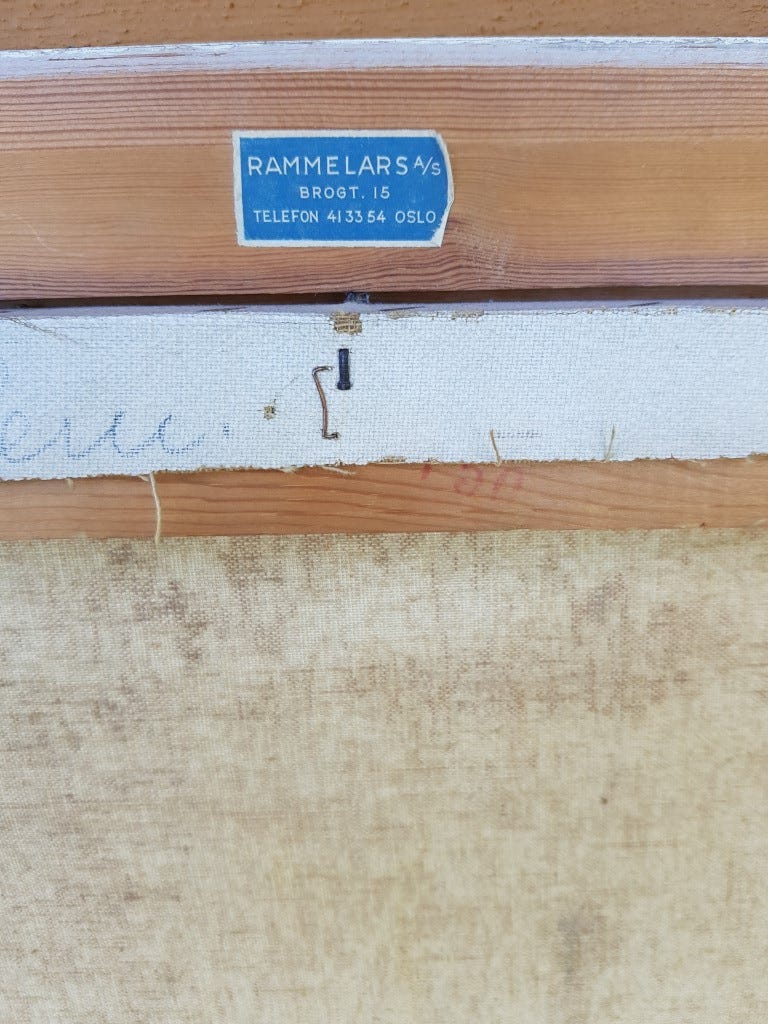 RAMMELARS A/S
BROGT. 15
TELEFON 41 33 54 OSLO